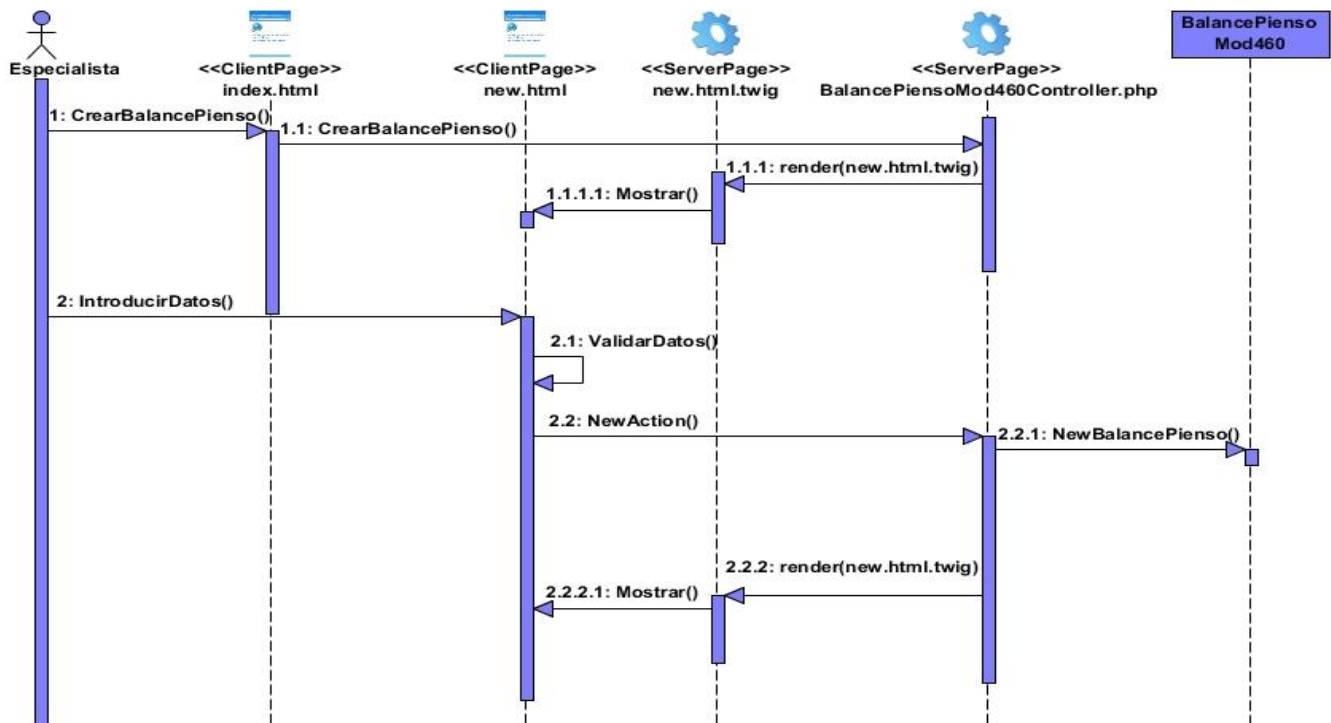 BalancePienso
Mod460
Especialista
<<ClientPage>>
index.html
<<ClientPage>>
new.html
<<ServerPage>>
new.html.twig
<<ServerPage>>
BalancePiensoMod460Controller.php
1: CrearBalancePienso()
1.1: CrearBalancePienso()
1.1.1: render(new.html.twig)
1.1.1.1: Mostrar()
2: IntroducirDatos()
2.1: ValidarDatos()
2.2: NewAction()
2.2.1: NewBalancePienso()
2.2.2: render(new.html.twig)
2.2.2.1: Mostrar()